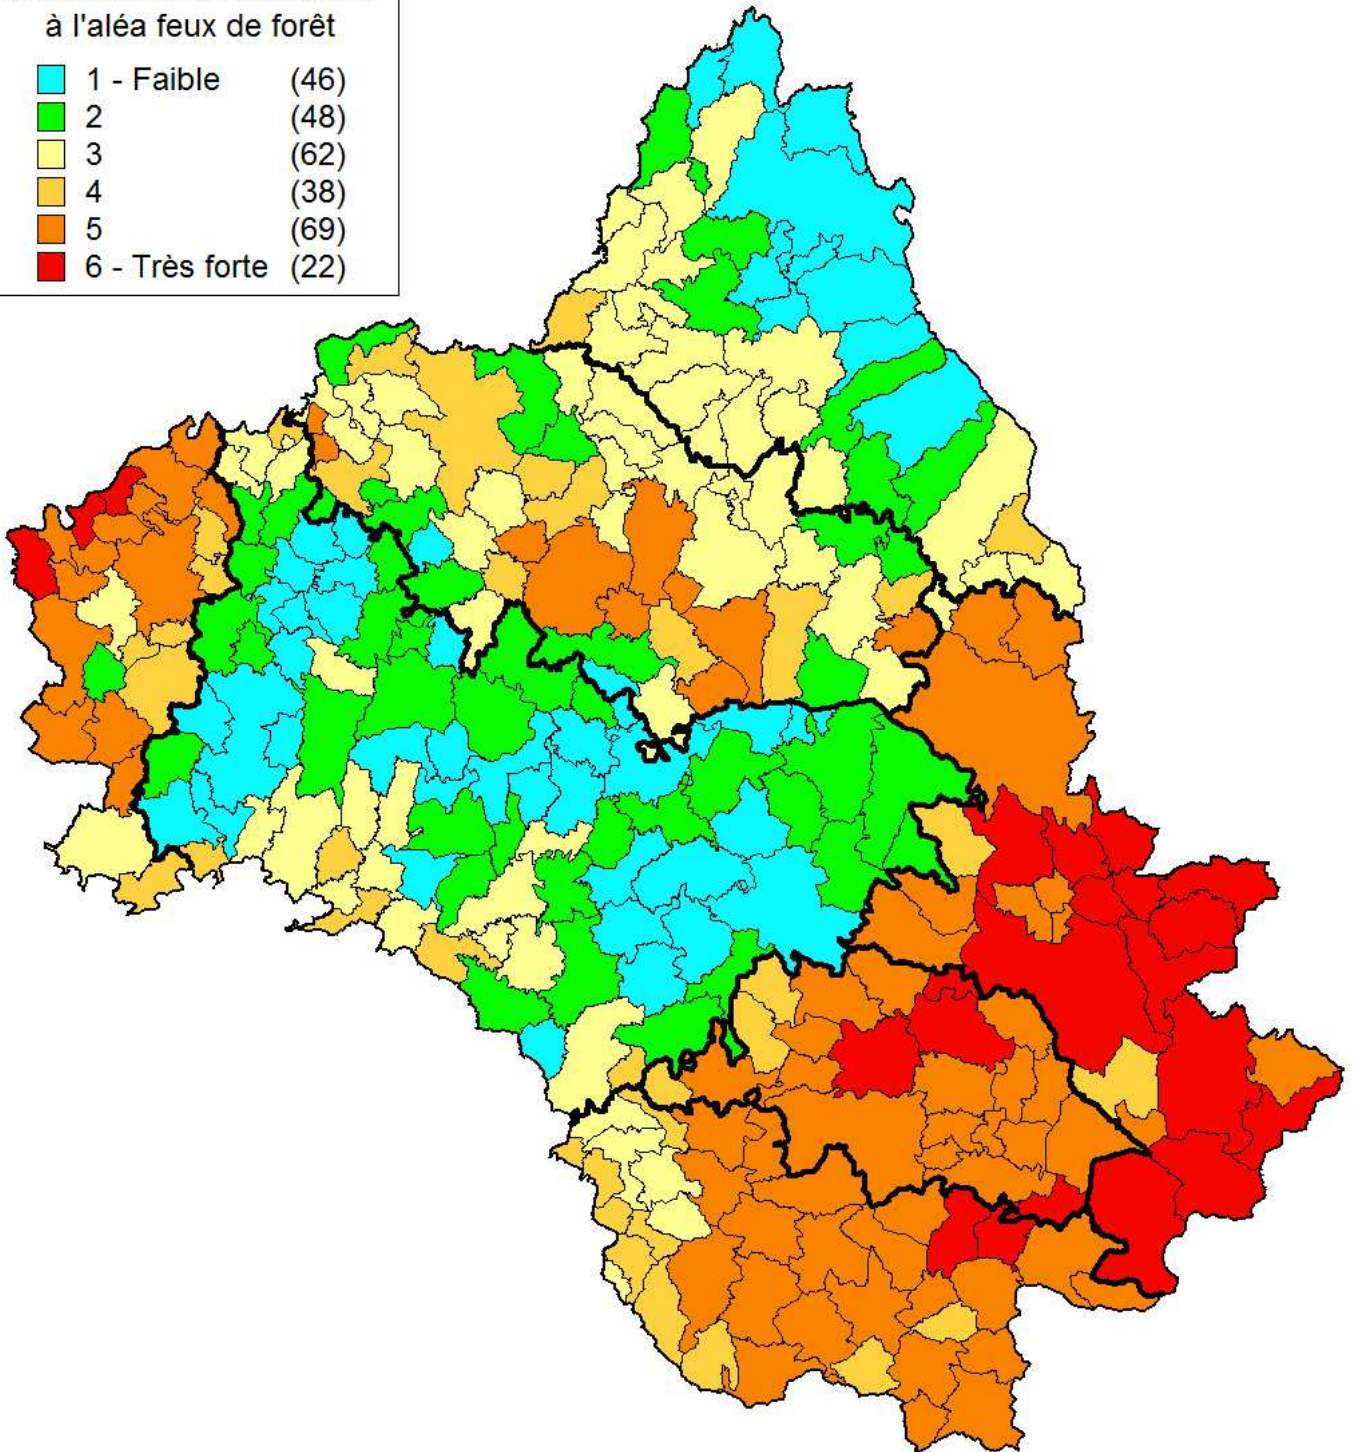 à l'aléa feux de forêt
1 - Faible (46)
2 (48)
3 (62)
4 (38)
5 (69)
6 - Très forte (22)